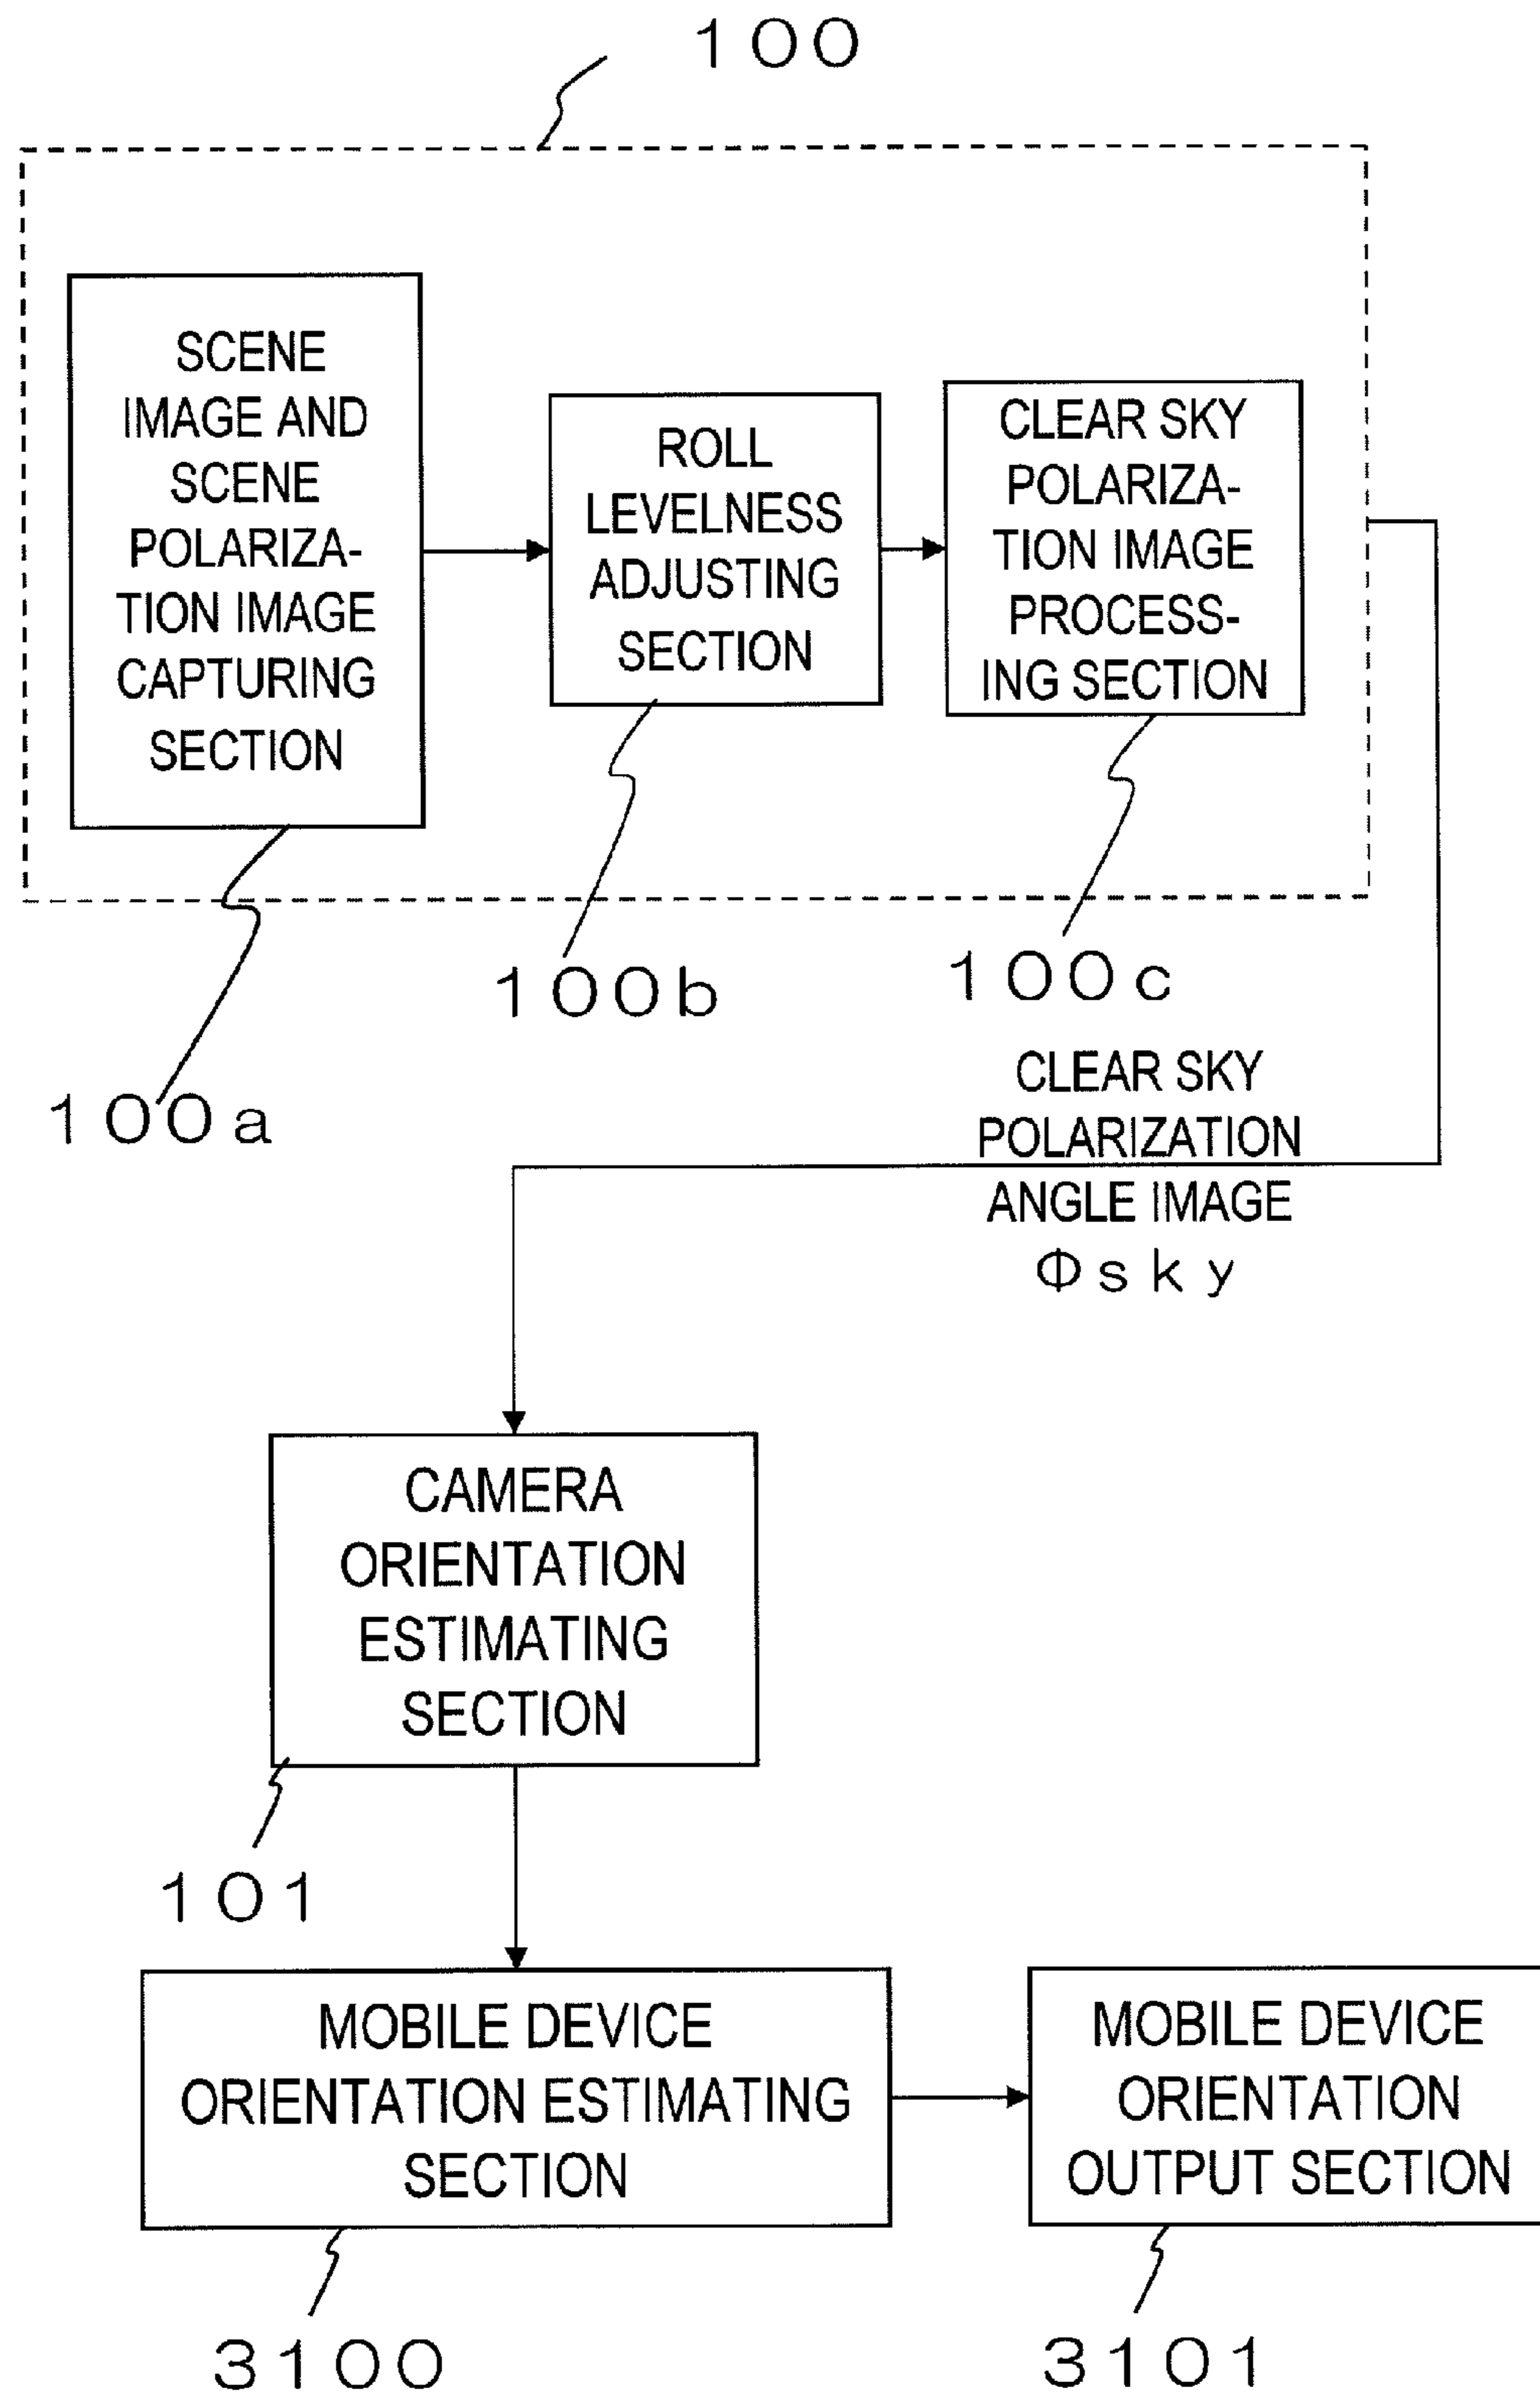 100
SCENE
IMAGE AND
SCENE
POLARIZA-
TION IMAGE
CAPTURING
SECTION
ROLL
LEVELNESS
ADJUSTING
SECTION
CLEAR SKY
POLARIZA-
TION IMAGE
PROCESS-
ING SECTION
100a
100b
100c
CLEAR SKY
POLARIZATION
ANGLE IMAGE
Φsky
CAMERA
ORIENTATION
ESTIMATING
SECTION
101
MOBILE DEVICE
ORIENTATION ESTIMATING
SECTION
MOBILE DEVICE
ORIENTATION
OUTPUT SECTION
3100
3101